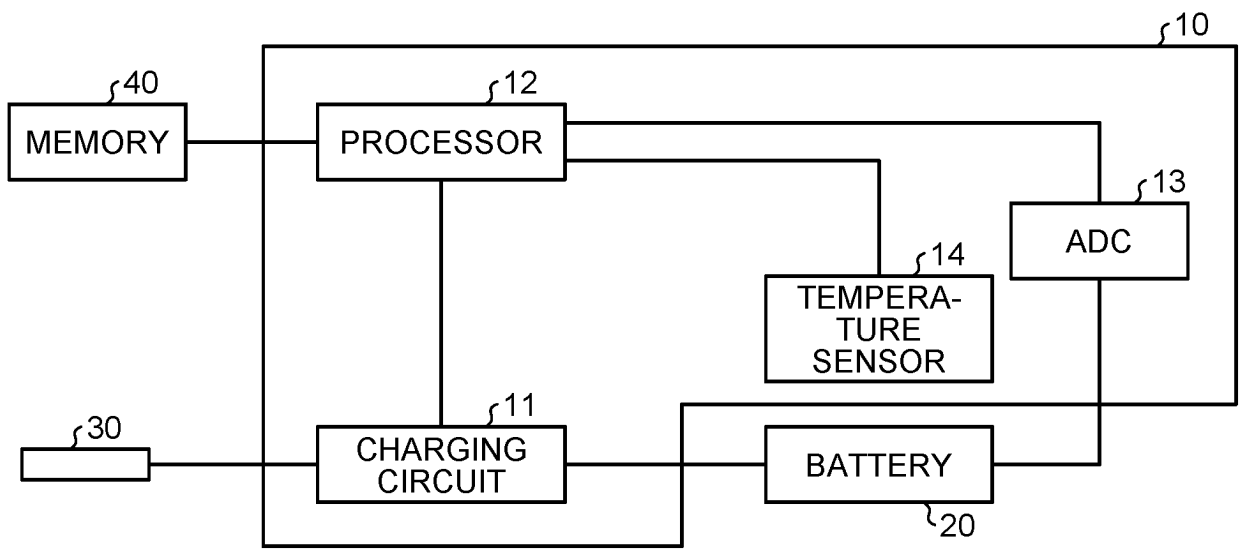 10
40
12
MEMORY
PROCESSOR
13
ADC
14
TEMPERA-
TURE
SENSOR
30
11
CHARGING
CIRCUIT
BATTERY
20